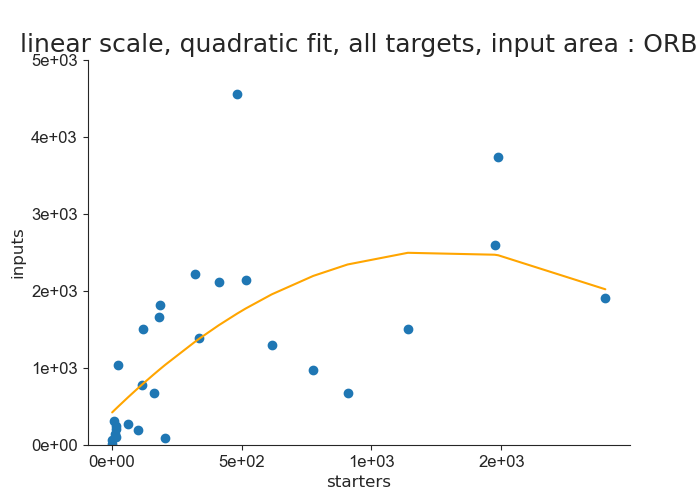 linear scale, quadratic fit, all targets, input area : ORB
5e+03
4e+03
3e+03
2e+03
1e+03
0e+00
inputs
0e+00 5e+02 1e+03 2e+03
starters